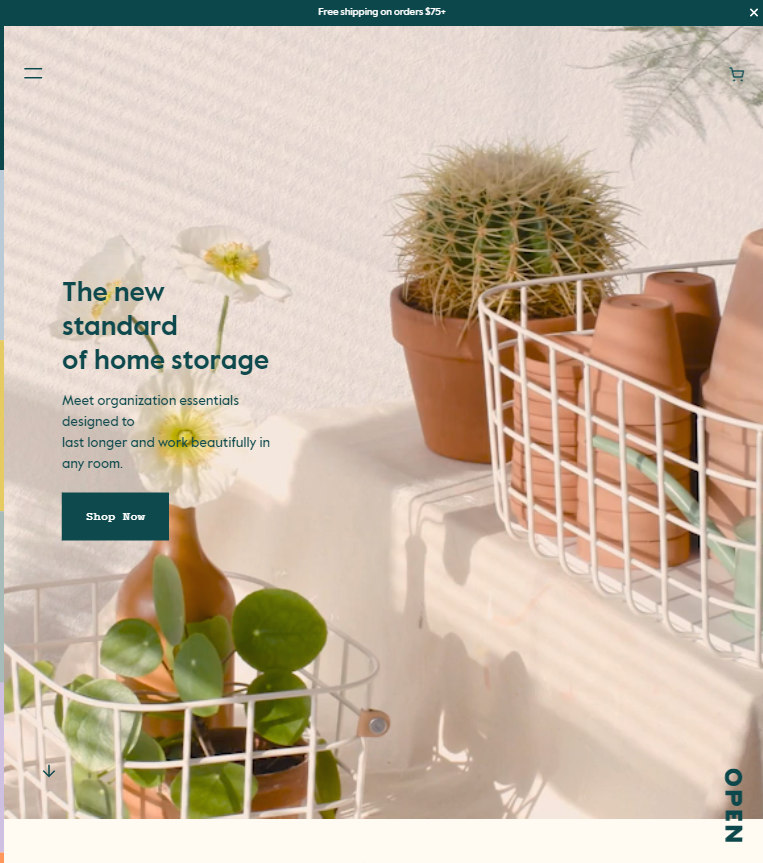 Free shipping on orders $75+
The new
standard
of home storage
Meet organization essentials
designed to
last longer and work beautifully in
any room.
Shop Now
OPEN